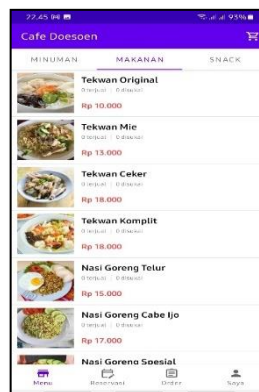 22.45
93%
Cafe Doesoen
MINUMAN MAKANAN SNACK
Tekwan Original
0 terjual | 0 disukai
Rp 10.000
Tekwan Mie
0 terjual | 0 disukai
Rp 13.000
Tekwan Ceker
0 terjual | 0 disukai
Rp 18.000
Tekwan Komplit
0 terjual | 0 disukai
Rp 18.000
Nasi Goreng Telur
0 terjual | 0 disukai
Rp 15.000
Nasi Goreng Cabe Ijo
0 terjual | 0 disukai
Rp 17.000
Nasi Goreng Spesial
Menu Reservasi Order Saya